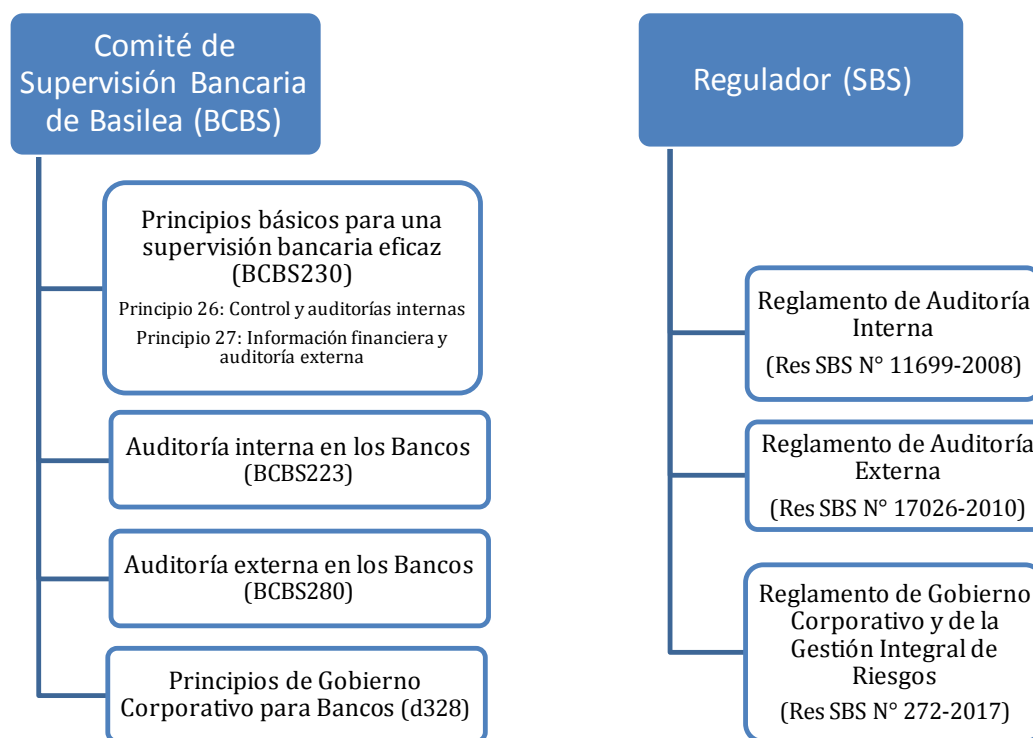 Comité de
Supervisión Bancaria
de Basilea (BCBS)
Principios básicos para una
supervisión bancaria eficaz
(BCBS230)
Principio 26: Control y auditorías internas
Principio 27: Información financiera y
auditoría externa
Auditoría interna en los Bancos
(BCBS223)
Auditoría externa en los Bancos
(BCBS280)
Principios de Gobierno
Corporativo para Bancos (d328)
Regulador (SBS)
Reglamento de Auditoría
Interna
(Res SBS N° 11699-2008)
Reglamento de Auditoría
Externa
(Res SBS N° 17026-2010)
Reglamento de Gobierno
Corporativo y de la
Gestión Integral de
Riesgos
(Res SBS N° 272-2017)